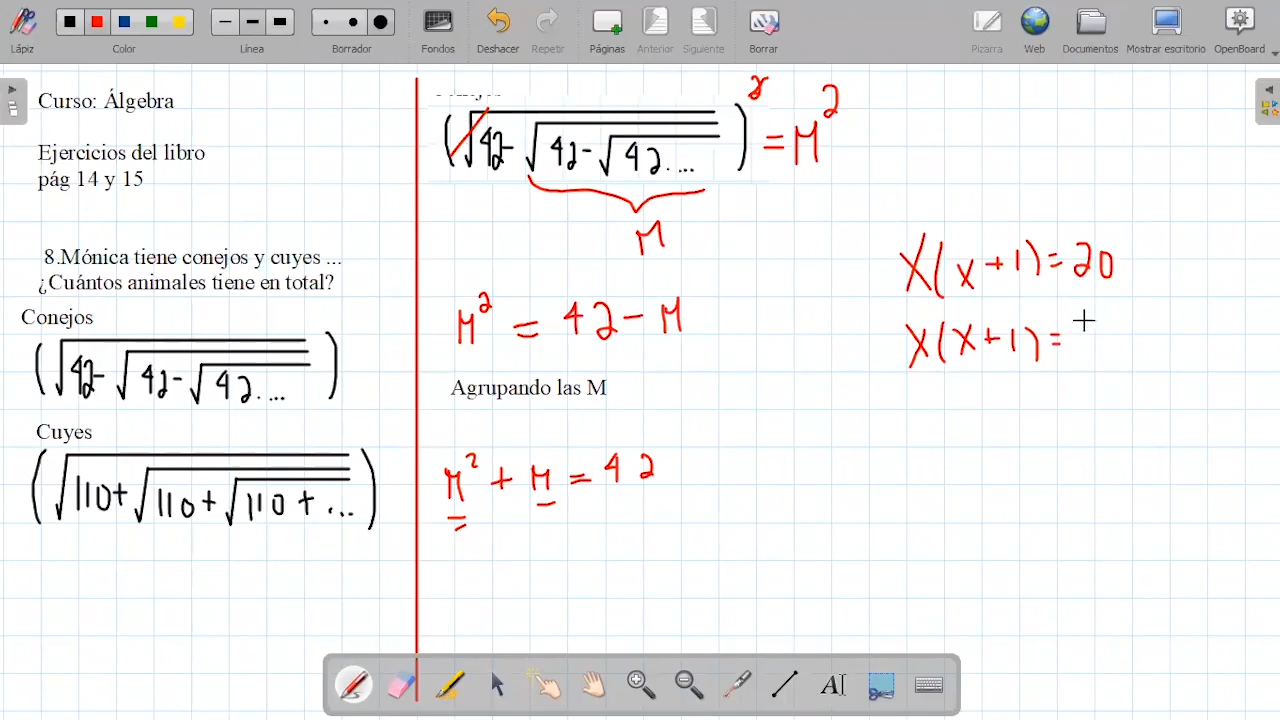 Lápiz Color Línea Borrador Fondos Deshacer Repetir Páginas Anterior Siguiente Borrar Pizarra Web Documentos Mostrar escritorio OpenBoard
Curso: Álgebra
Ejercicios del libro
pág 14 y 15
8.Mónica tiene conejos y cuyes ...
¿Cuántos animales tiene en total?
Conejos
(√42-√42-√42....)
Cuyes
(√110+√110+√110+...)
(√42-√42-√42....)² = M²
M
M² = 42 - M
Agrupando las M
M² + M = 42
X(x+1)=20
X(X+1)=
AI